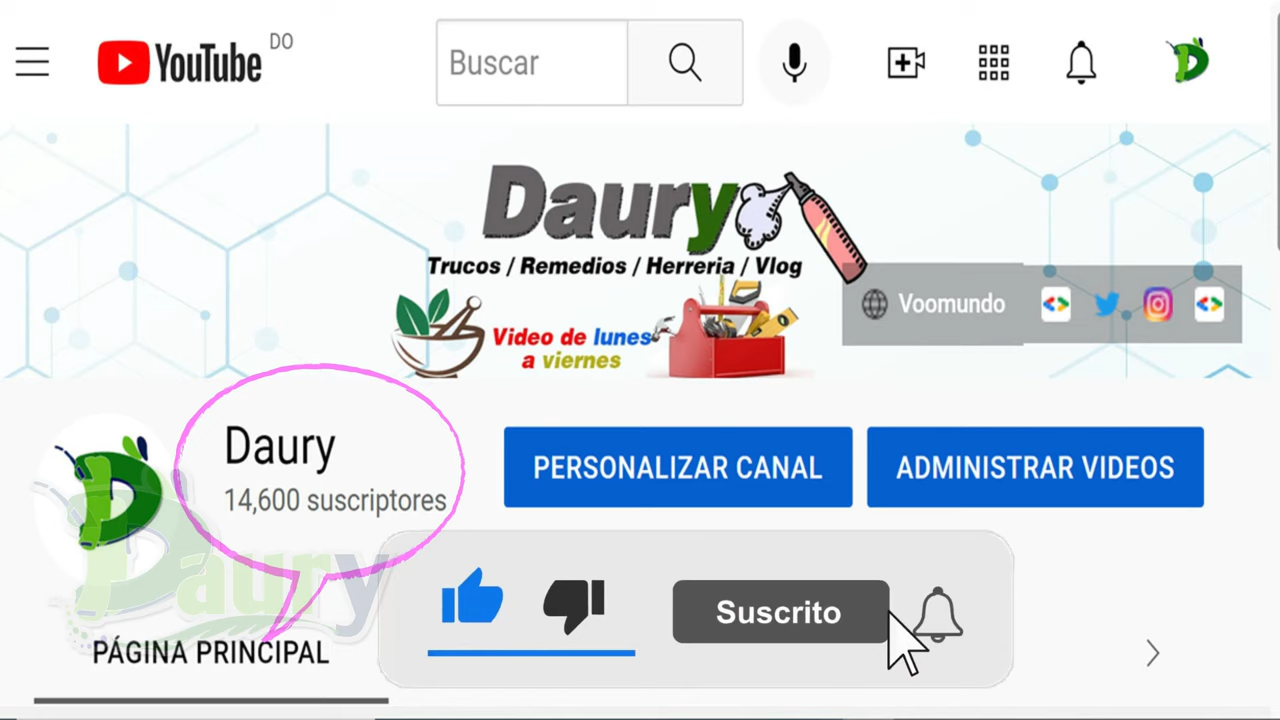 YouTube DO
Buscar
Daury
Trucos / Remedios / Herreria / Vlog
Voomundo
Video de lunes
a viernes
Daury
14,600 suscriptores
PERSONALIZAR CANAL
ADMINISTRAR VIDEOS
Daury
Suscrito
PÁGINA PRINCIPAL